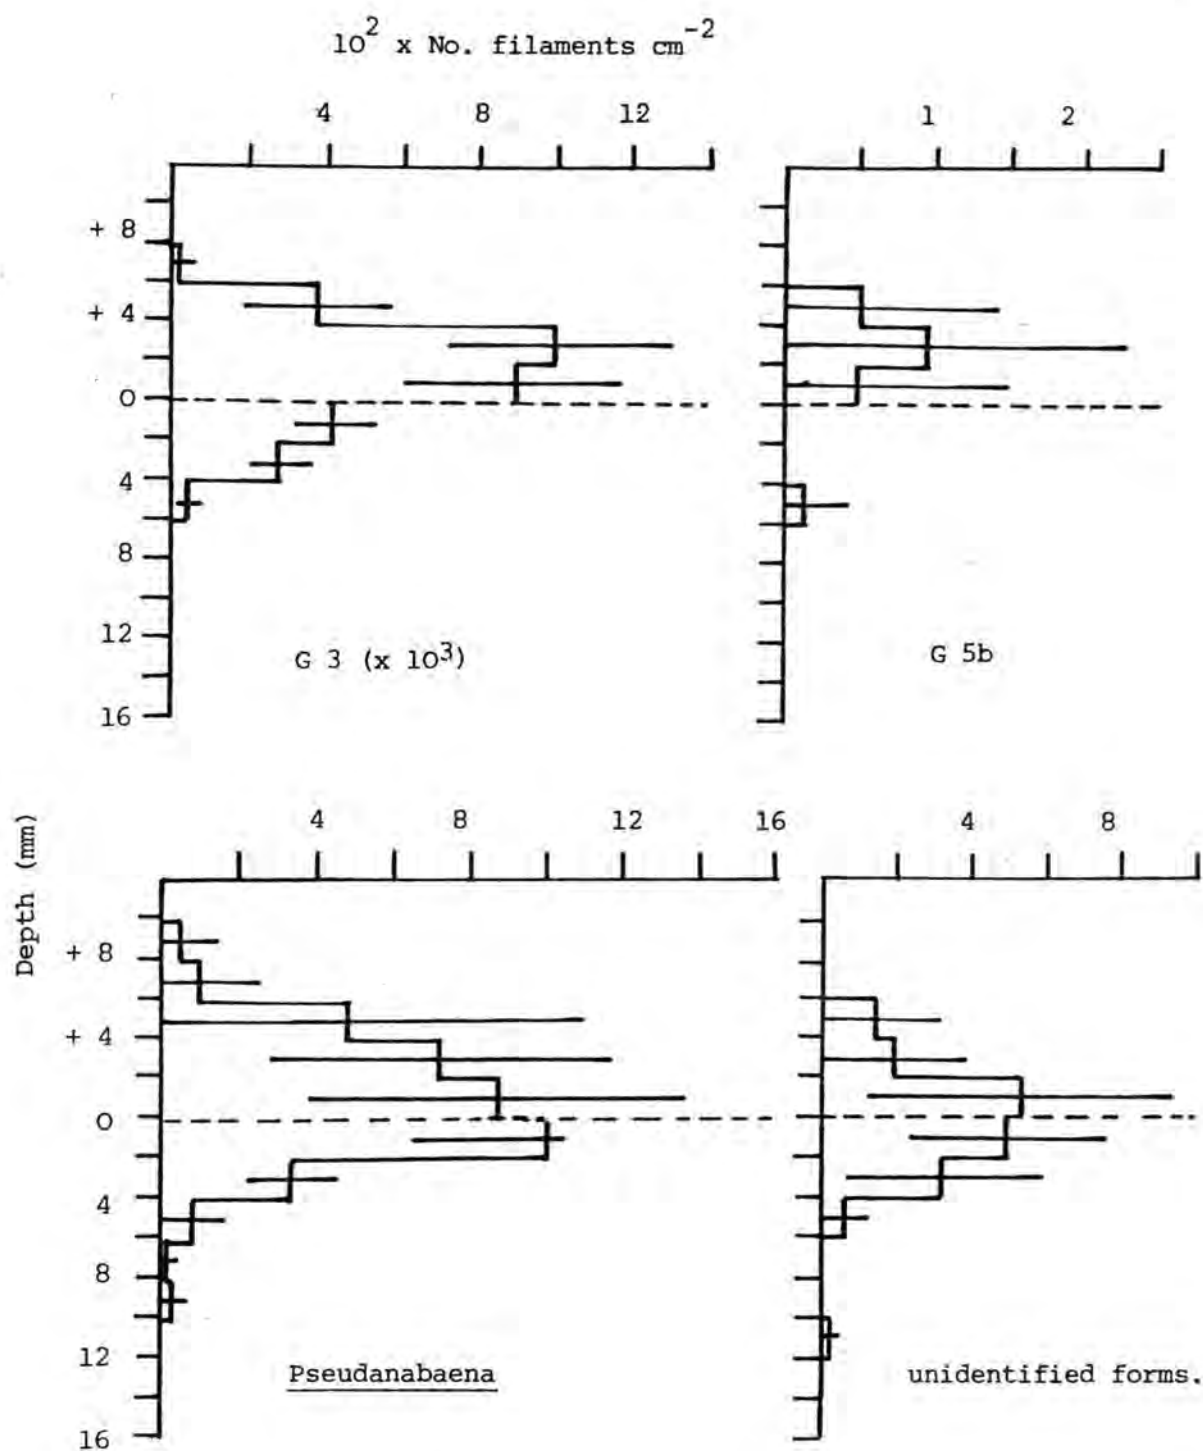 10² x No. filaments cm⁻²
4 8 12 1 2
+ 8
+ 4
0
4
8
12
16
G 3 (x 10³)
G 5b
4 8 12 16 4 8
Depth (mm)
+ 8
+ 4
0
4
8
12
16
Pseudanabaena
unidentified forms.